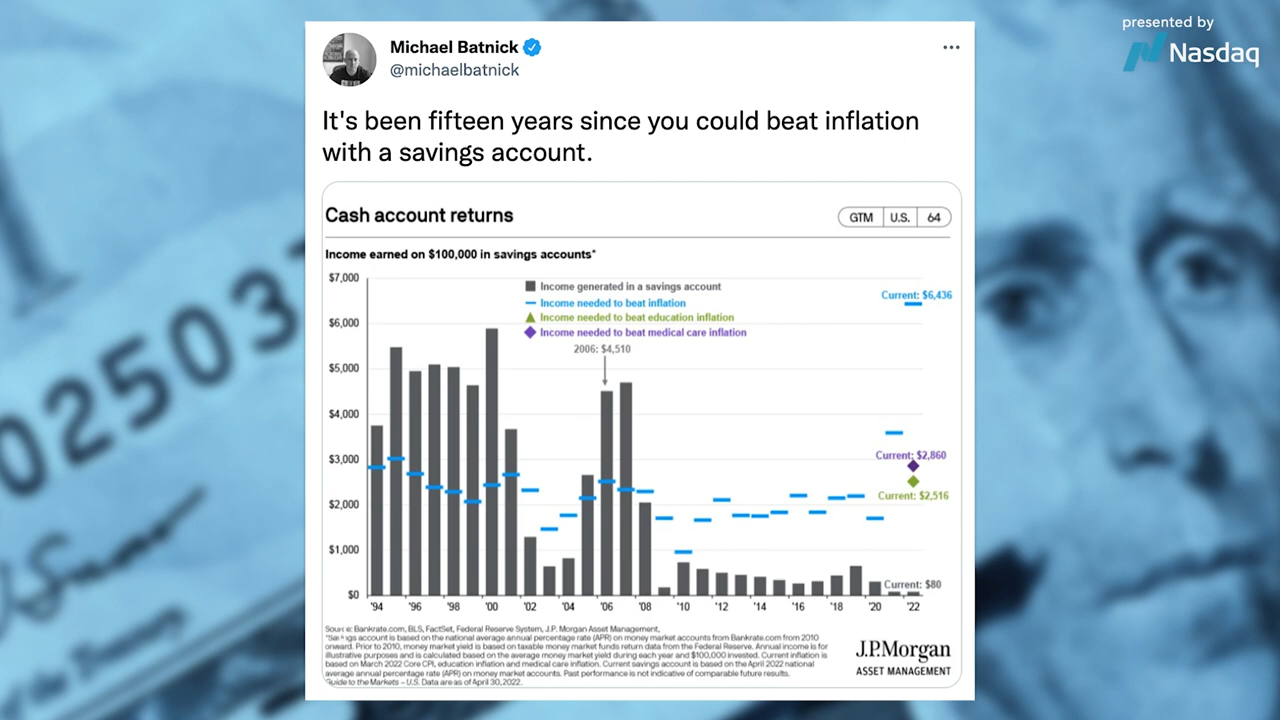 presented by
Nasdaq
Michael Batnick
@michaelbatnick
It's been fifteen years since you could beat inflation
with a savings account.
Cash account returns
GTM U.S. 64
Income earned on $100,000 in savings accounts*
$7,000
$6,000
$5,000
$4,000
$3,000
$2,000
$1,000
$0
Income generated in a savings account
Income needed to beat inflation
Income needed to beat education inflation
Income needed to beat medical care inflation
2006: $4,510
Current: $6,436
Current: $2,860
Current: $2,516
Current: $80
'94 '96 '98 '00 '02 '04 '06 '08 '10 '12 '14 '16 '18 '20 '22
Source: Bankrate.com, BLS, FactSet, Federal Reserve System, J.P. Morgan Asset Management,
account is based on the national average annual percentage rate (APR) on money market accounts from Bankrate.com from 2010
onward. Prior to 2010, money market yield is based on taxable money market funds return data from the Federal Reserve. Annual income is for
illustrative purposes and is calculated based on the average money market yield during each year and $100,000 invested. Current inflation is
based on March 2022 Core CPI, education inflation and medical care inflation. Current savings account is based on the April 2022 national
average annual percentage rate (APR) on money market accounts. Past performance is not indicative of comparable future results.
Guide to the Markets – U.S. Data are as of April 30, 2022.
J.P.Morgan
ASSET MANAGEMENT
025033